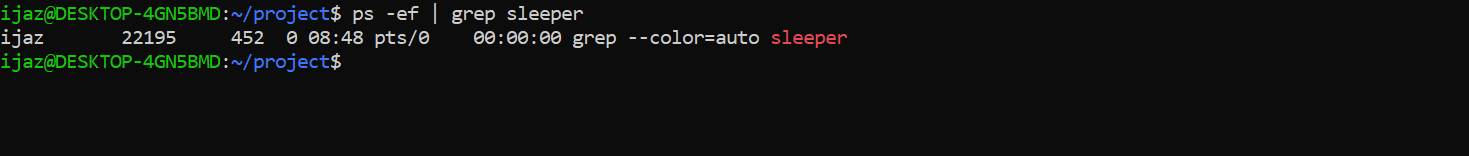 ijaz@DESKTOP-4GN5BMD:~/project$ ps -ef | grep sleeper
ijaz       22195     452  0 08:48 pts/0    00:00:00 grep --color=auto sleeper
ijaz@DESKTOP-4GN5BMD:~/project$